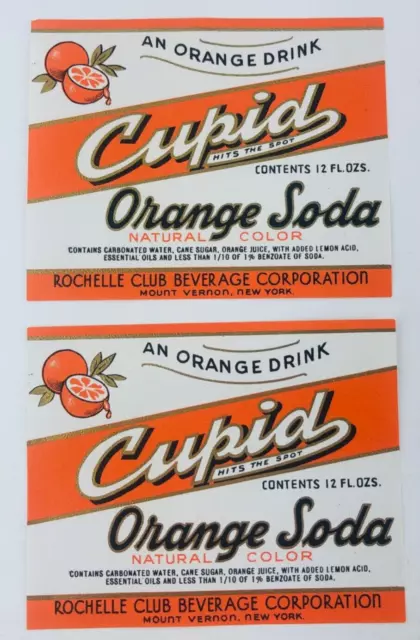 AN ORANGE DRINK
Cupid
HITS THE SPOT
CONTENTS 12 FL.OZS.
Orange Soda
NATURAL COLOR
CONTAINS CARBONATED WATER, CANE SUGAR, ORANGE JUICE, WITH ADDED LEMON ACID,
ESSENTIAL OILS AND LESS THAN 1/10 OF 1% BENZOATE OF SODA.
ROCHELLE CLUB BEVERAGE CORPORATION
MOUNT VERNON, NEW YORK.
AN ORANGE DRINK
Cupid
HITS THE SPOT
CONTENTS 12 FL.OZS.
Orange Soda
NATURAL COLOR
CONTAINS CARBONATED WATER, CANE SUGAR, ORANGE JUICE, WITH ADDED LEMON ACID,
ESSENTIAL OILS AND LESS THAN 1/10 OF 1% BENZOATE OF SODA.
ROCHELLE CLUB BEVERAGE CORPORATION
MOUNT VERNON, NEW YORK.